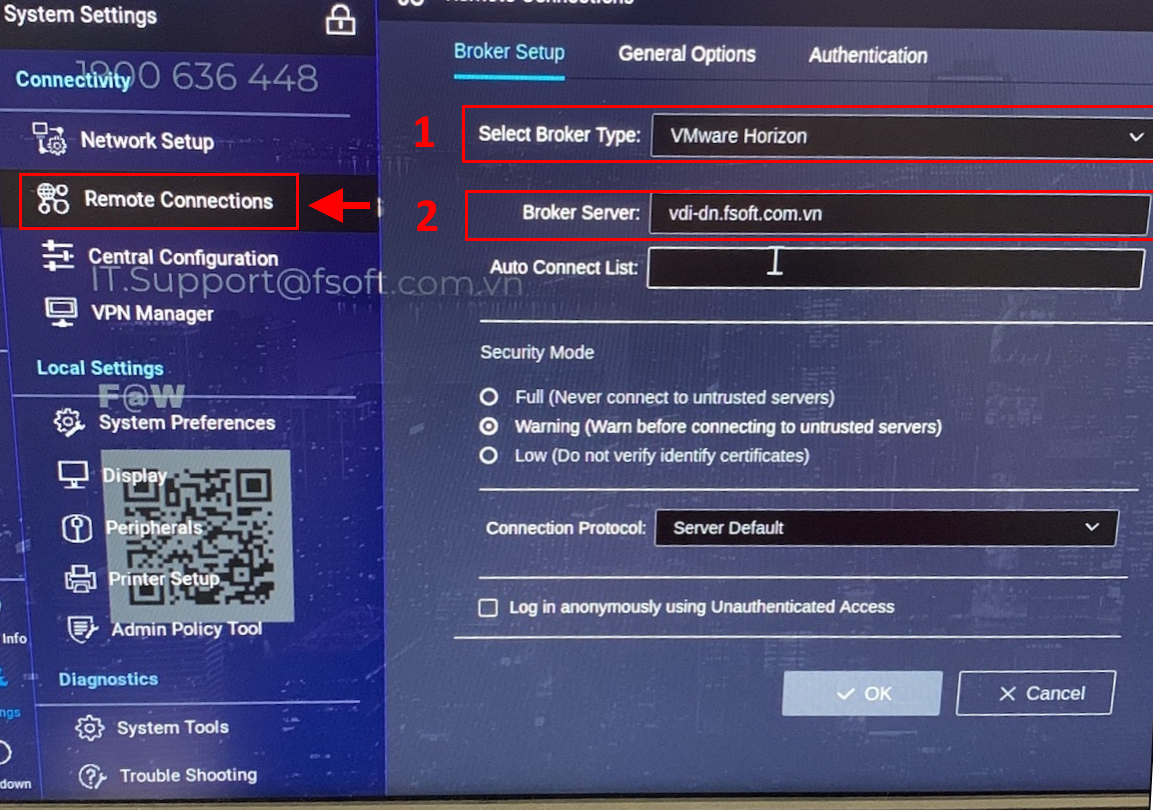 System Settings
1900 636 448
Connectivity
Network Setup
Remote Connections
Central Configuration
IT.Support@fsoft.com.vn
VPN Manager
Local Settings
F@W
System Preferences
Display
Peripherals
Printer Setup
Admin Policy Tool
Diagnostics
System Tools
Trouble Shooting
Info
ngs
down
Remote Connections
Broker Setup
General Options
Authentication
1
Select Broker Type:
VMware Horizon
2
Broker Server:
vdi-dn.fsoft.com.vn
Auto Connect List:
Security Mode
Full (Never connect to untrusted servers)
Warning (Warn before connecting to untrusted servers)
Low (Do not verify identify certificates)
Connection Protocol:
Server Default
Log in anonymously using Unauthenticated Access
OK
Cancel